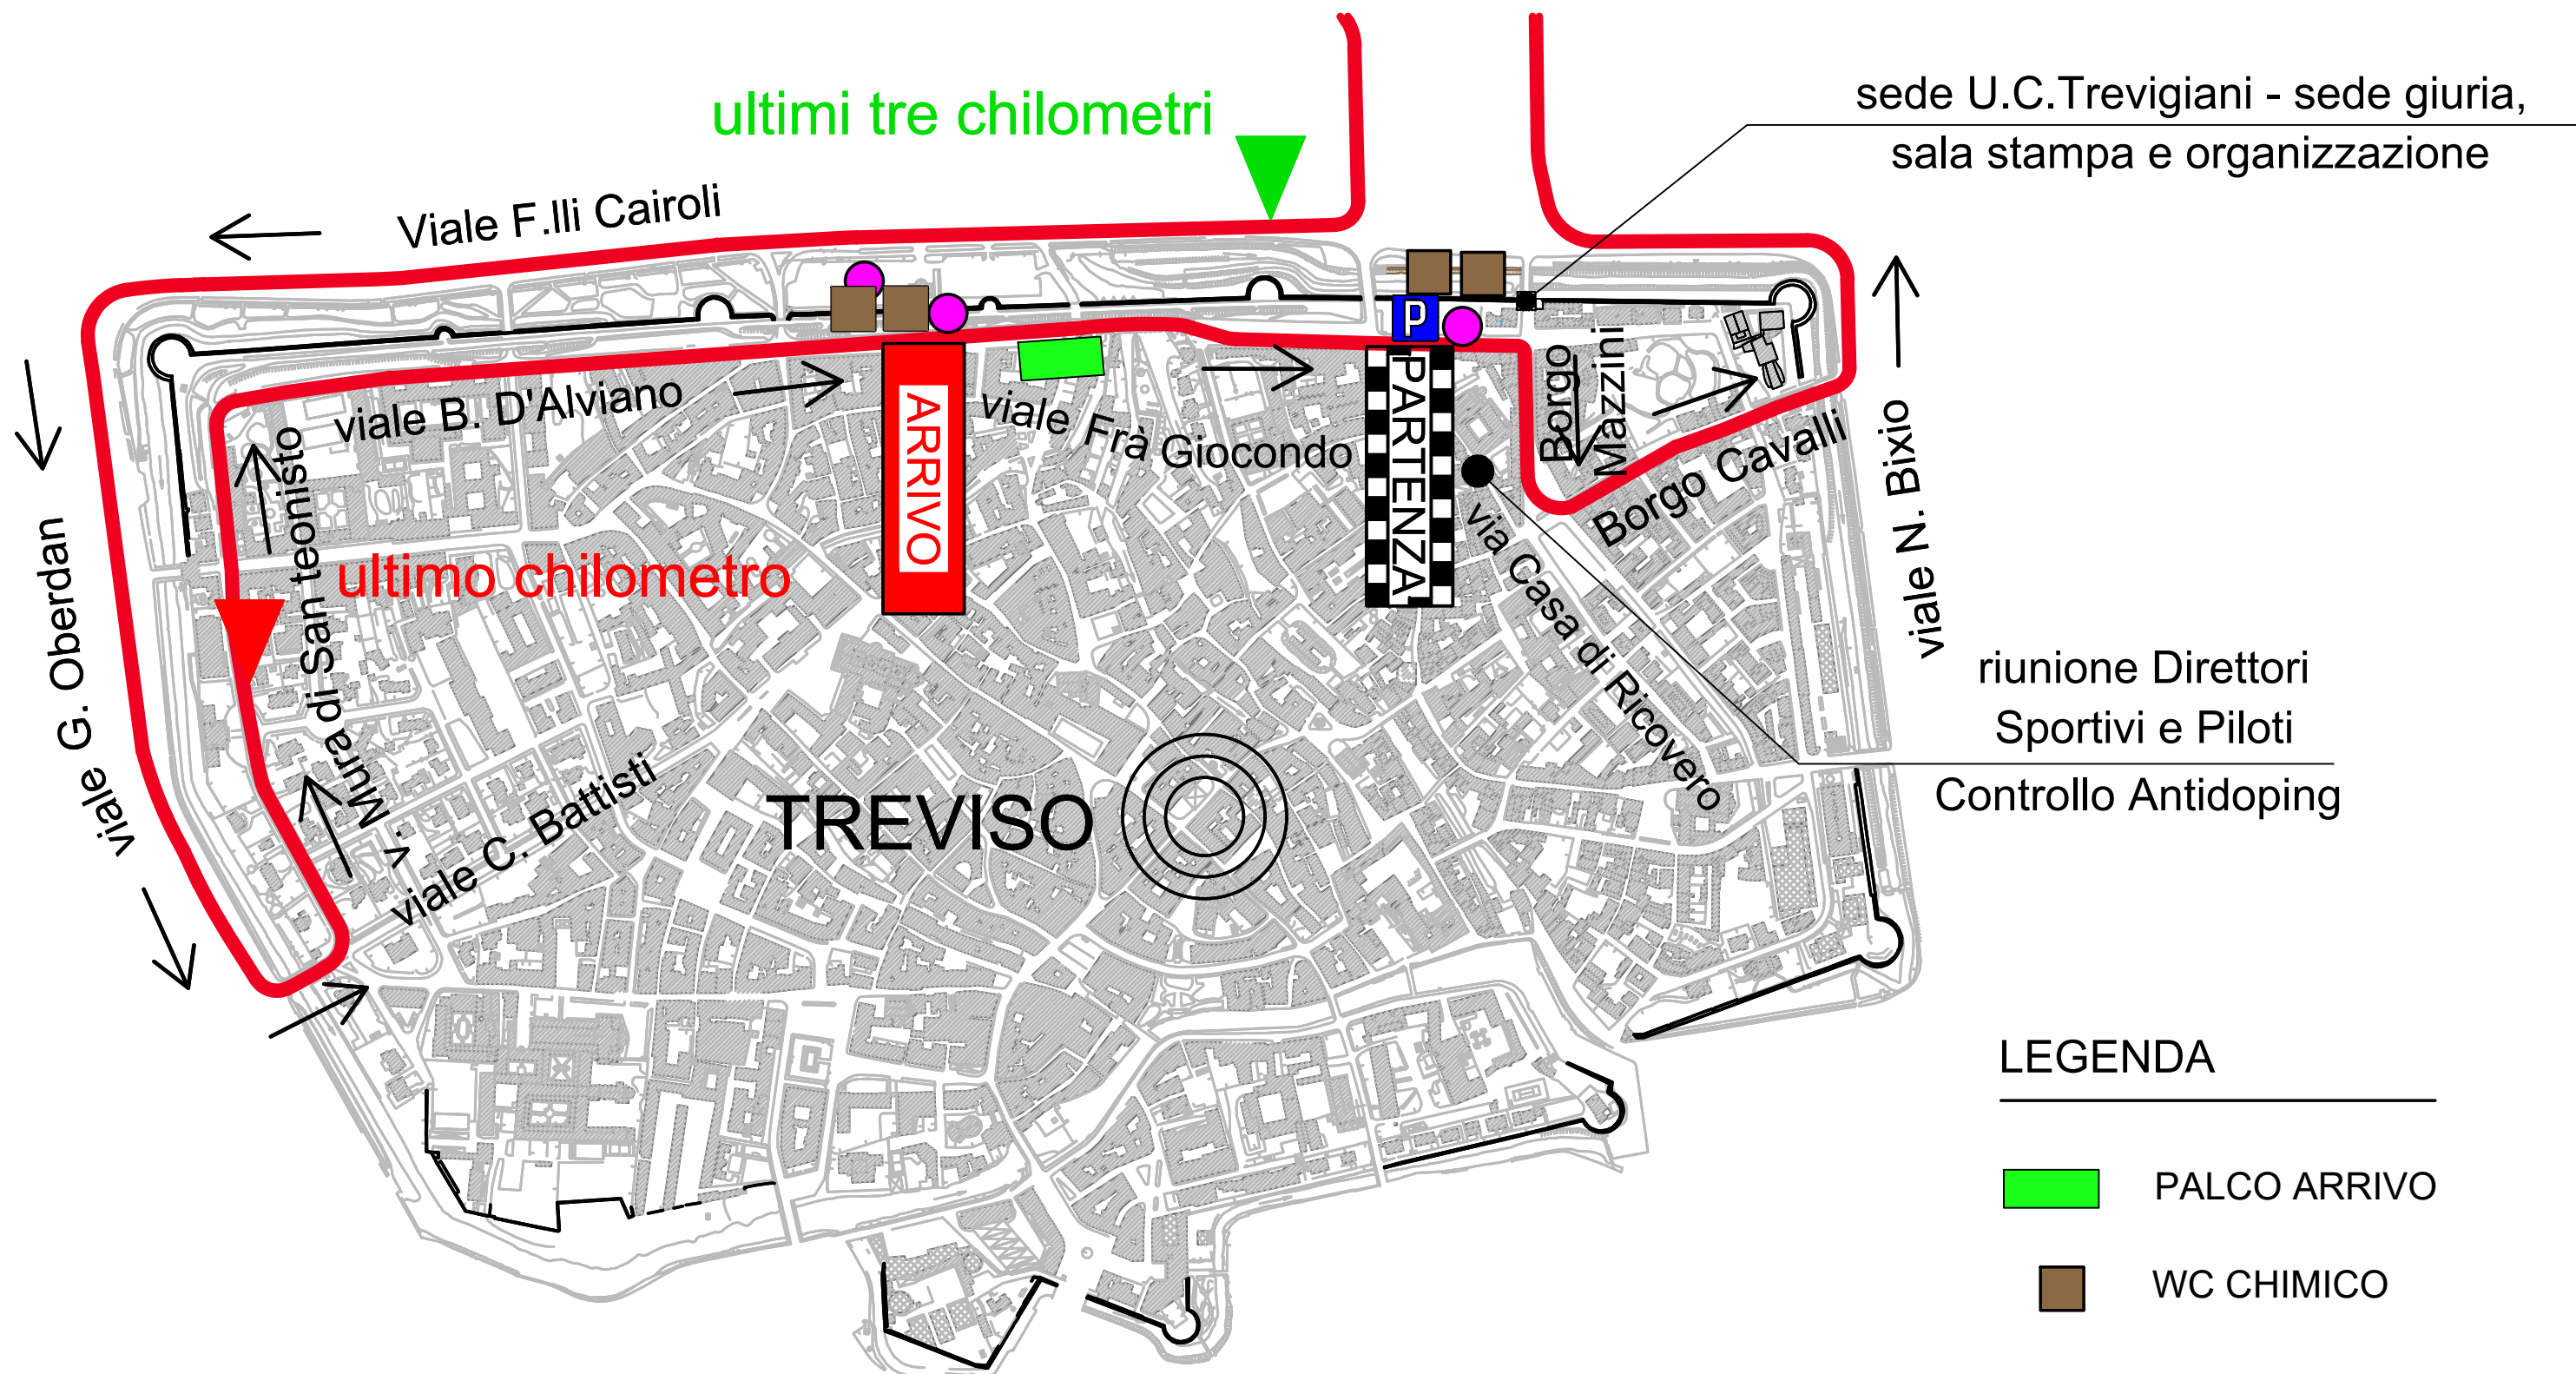 ultimi tre chilometri
sede U.C.Trevigiani - sede giuria,
sala stampa e organizzazione
Viale F.lli Cairoli
P
viale B. D'Alviano
ARRIVO
viale Frà Giocondo
PARTENZA
Borgo
Mazzini
Borgo Cavalli
viale N. Bixio
viale G. Oberdan
v. Mura di San teonisto
ultimo chilometro
via Casa di Ricovero
viale C. Battisti
TREVISO
riunione Direttori
Sportivi e Piloti
Controllo Antidoping
LEGENDA
PALCO ARRIVO
WC CHIMICO